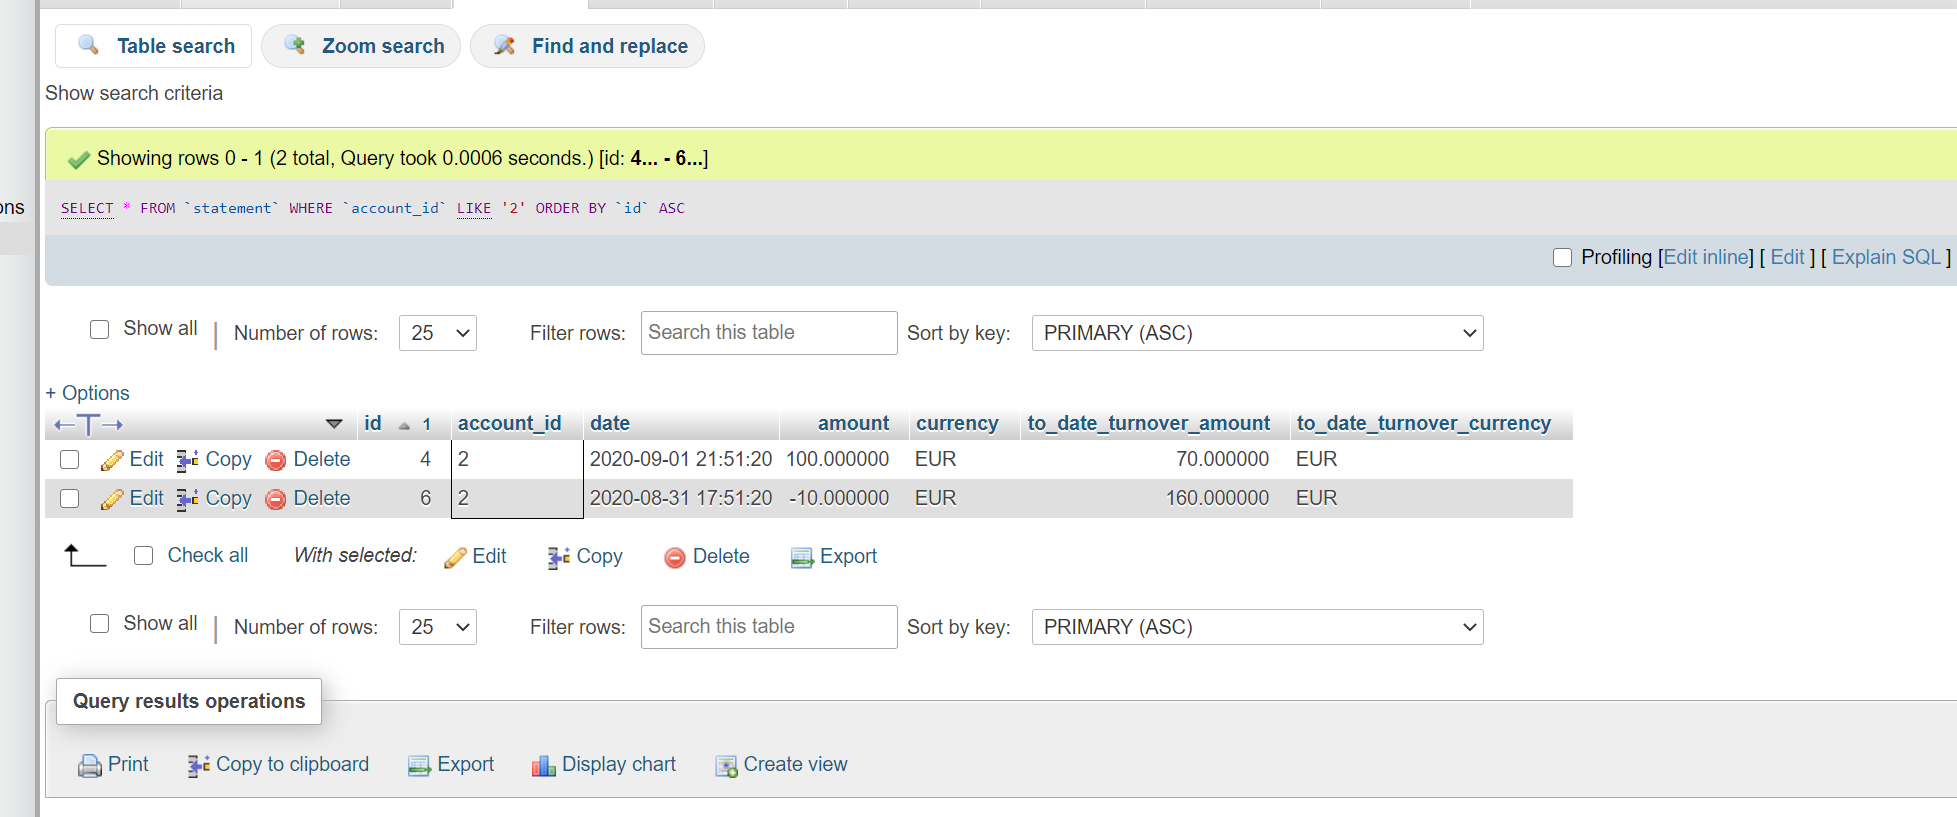 Table search Zoom search Find and replace
Show search criteria
Showing rows 0 - 1 (2 total, Query took 0.0006 seconds.) [id: 4... - 6...]
ons
SELECT * FROM `statement` WHERE `account_id` LIKE '2' ORDER BY `id` ASC
Profiling [Edit inline] [ Edit ] [ Explain SQL ]
Show all | Number of rows: 25 Filter rows: Search this table Sort by key: PRIMARY (ASC)
+ Options
←T→ id 1 account_id date amount currency to_date_turnover_amount to_date_turnover_currency
Edit Copy Delete 4 2 2020-09-01 21:51:20 100.000000 EUR 70.000000 EUR
Edit Copy Delete 6 2 2020-08-31 17:51:20 -10.000000 EUR 160.000000 EUR
Check all With selected: Edit Copy Delete Export
Show all | Number of rows: 25 Filter rows: Search this table Sort by key: PRIMARY (ASC)
Query results operations
Print Copy to clipboard Export Display chart Create view